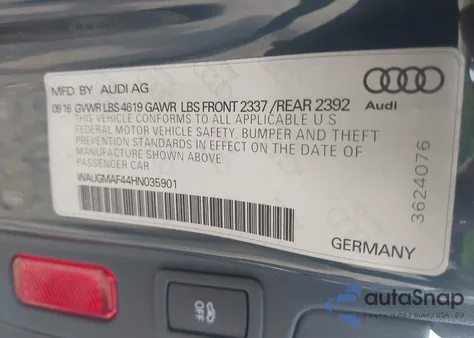 MFD. BY AUDI AG
08 16 GVWR LBS 4619 GAWR LBS FRONT 2337 /REAR 2392
THIS VEHICLE CONFORMS TO ALL APPLICABLE U.S.
FEDERAL MOTOR VEHICLE SAFETY, BUMPER AND THEFT
PREVENTION STANDARDS IN EFFECT ON THE DATE OF
MANUFACTURE SHOWN ABOVE
PASSENGER CAR
WAUGMAF44HN035901
Audi
3624076
GERMANY
OFF
autoSnap